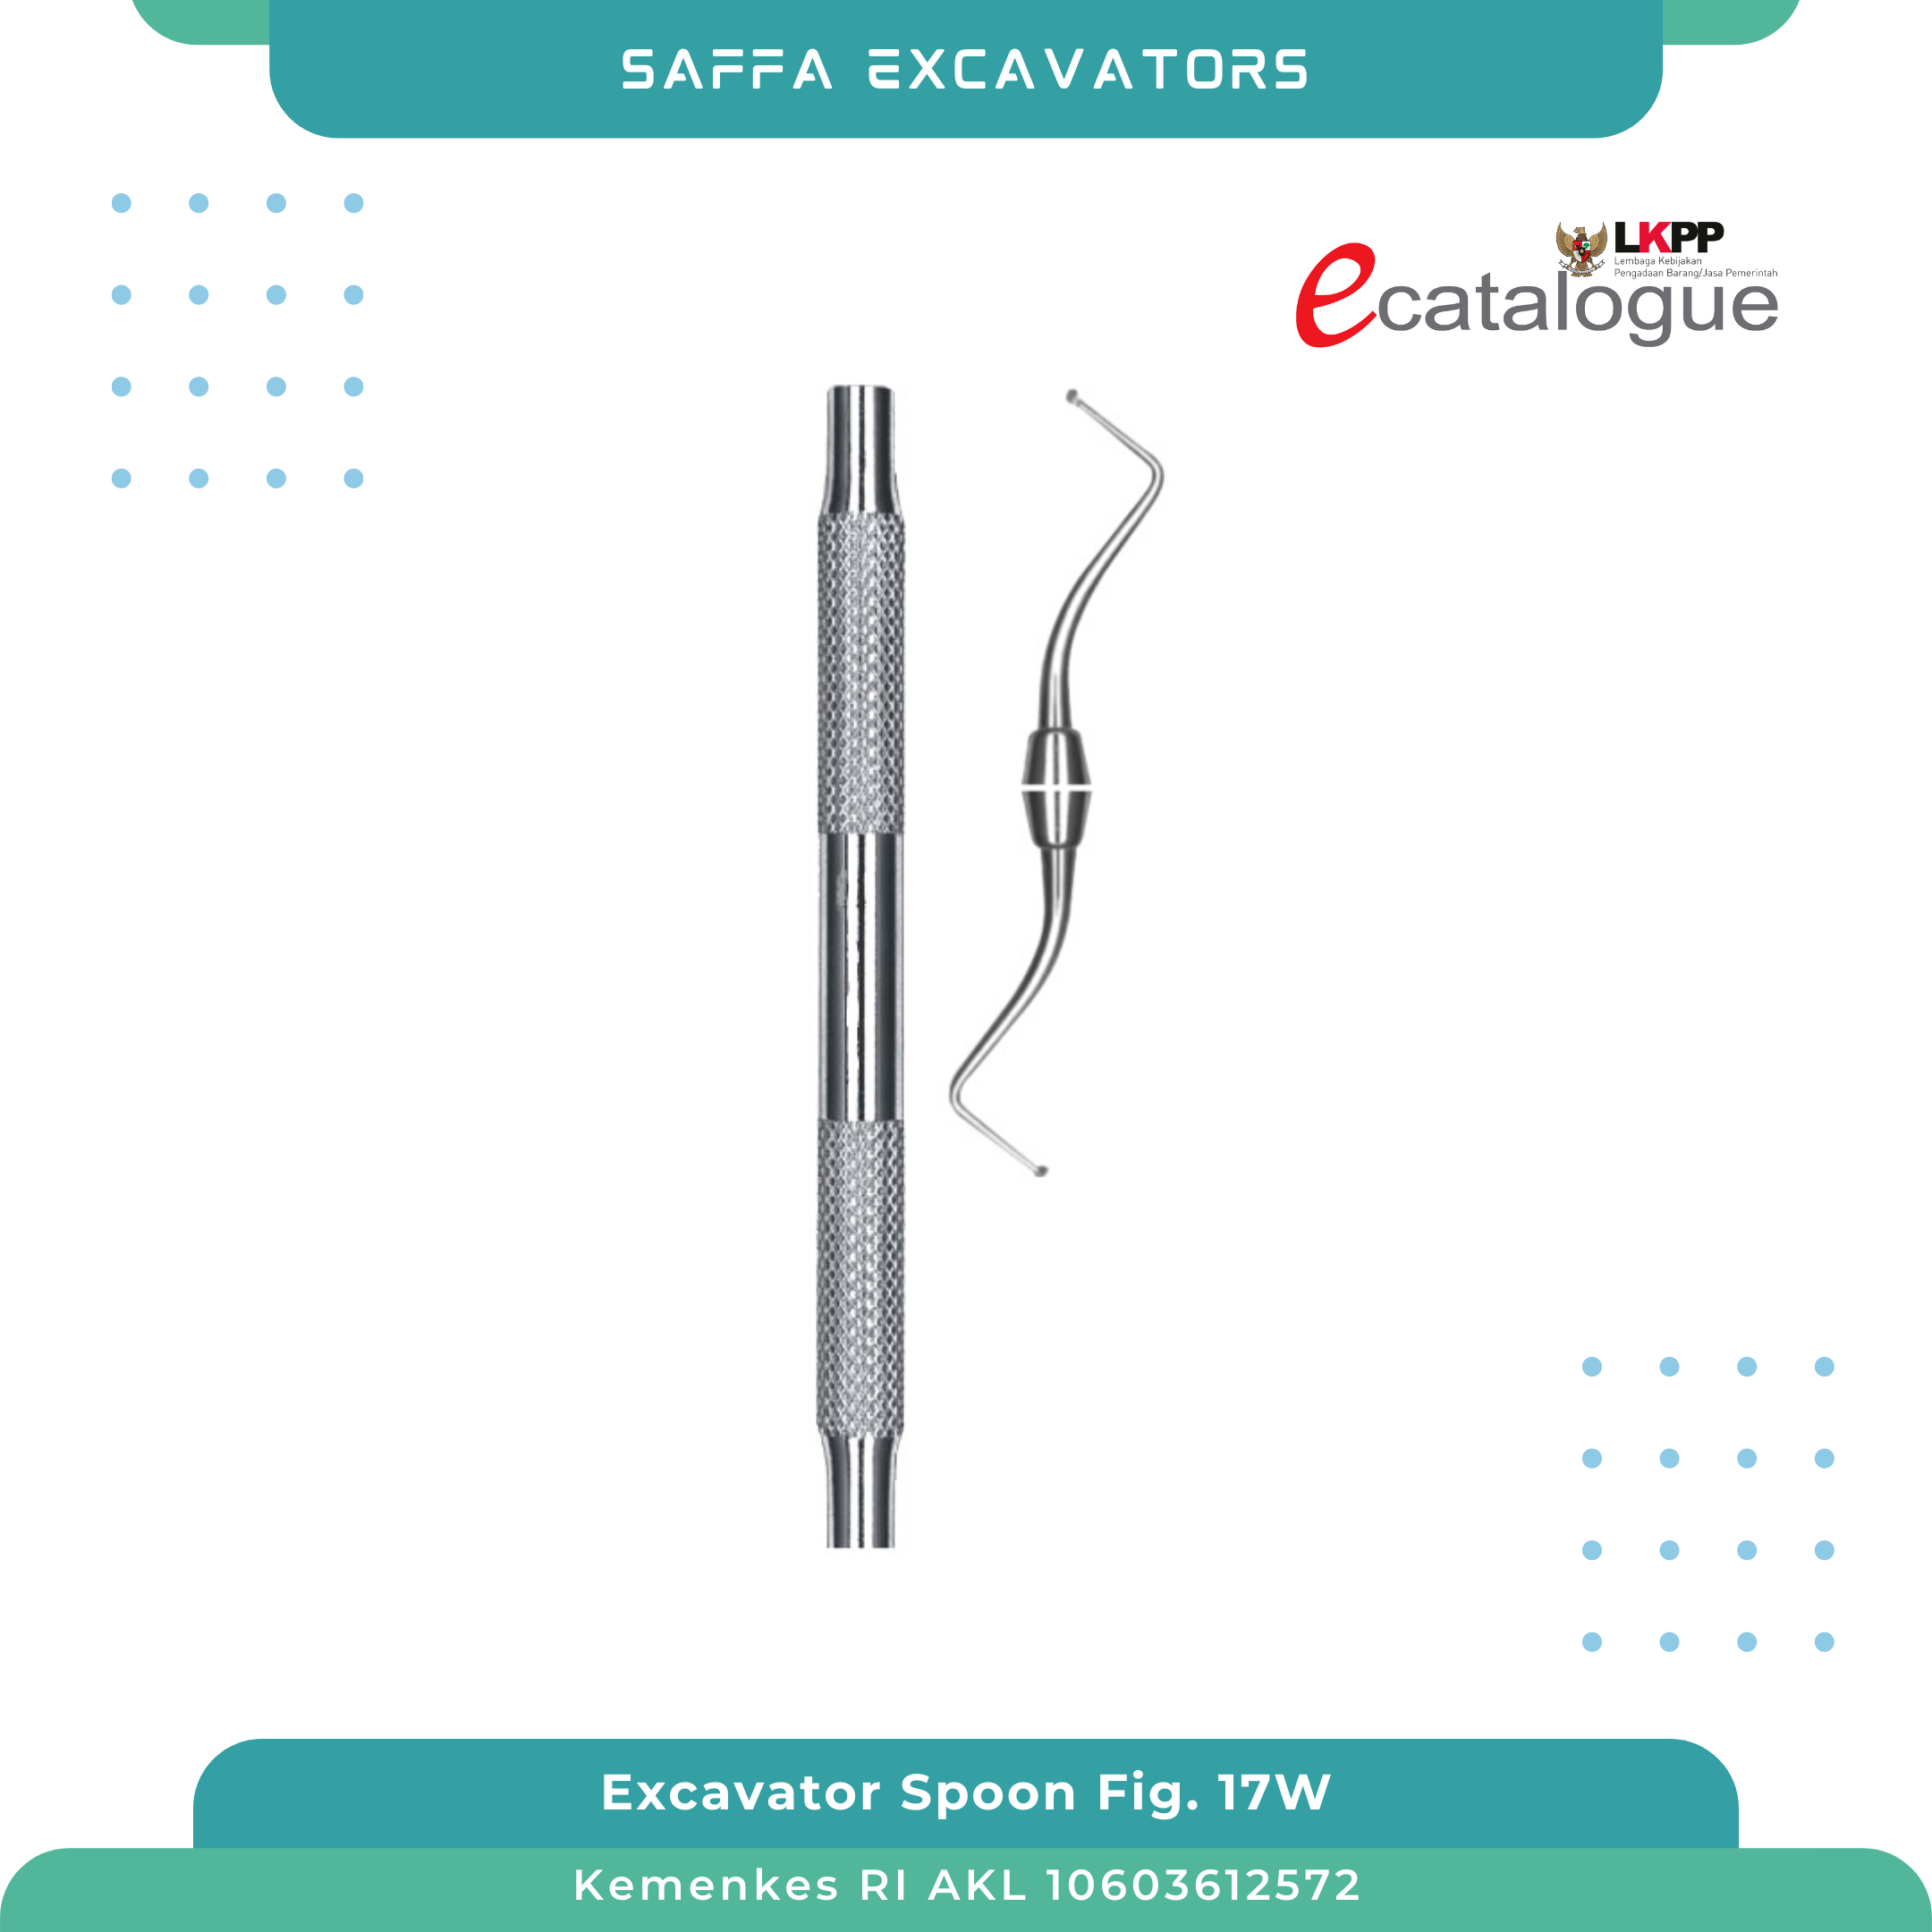 SAFFA EXCAVATORS
LKPP
Lembaga Kebijakan
Pengadaan Barang/Jasa Pemerintah
ecatalogue
Excavator Spoon Fig. 17W
Kemenkes RI AKL 10603612572